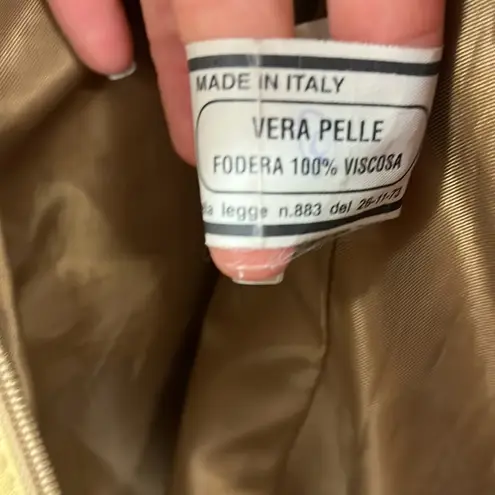 MADE IN ITALY
VERA PELLE
FODERA 100% VISCOSA
legge n.883 del 26-11-73